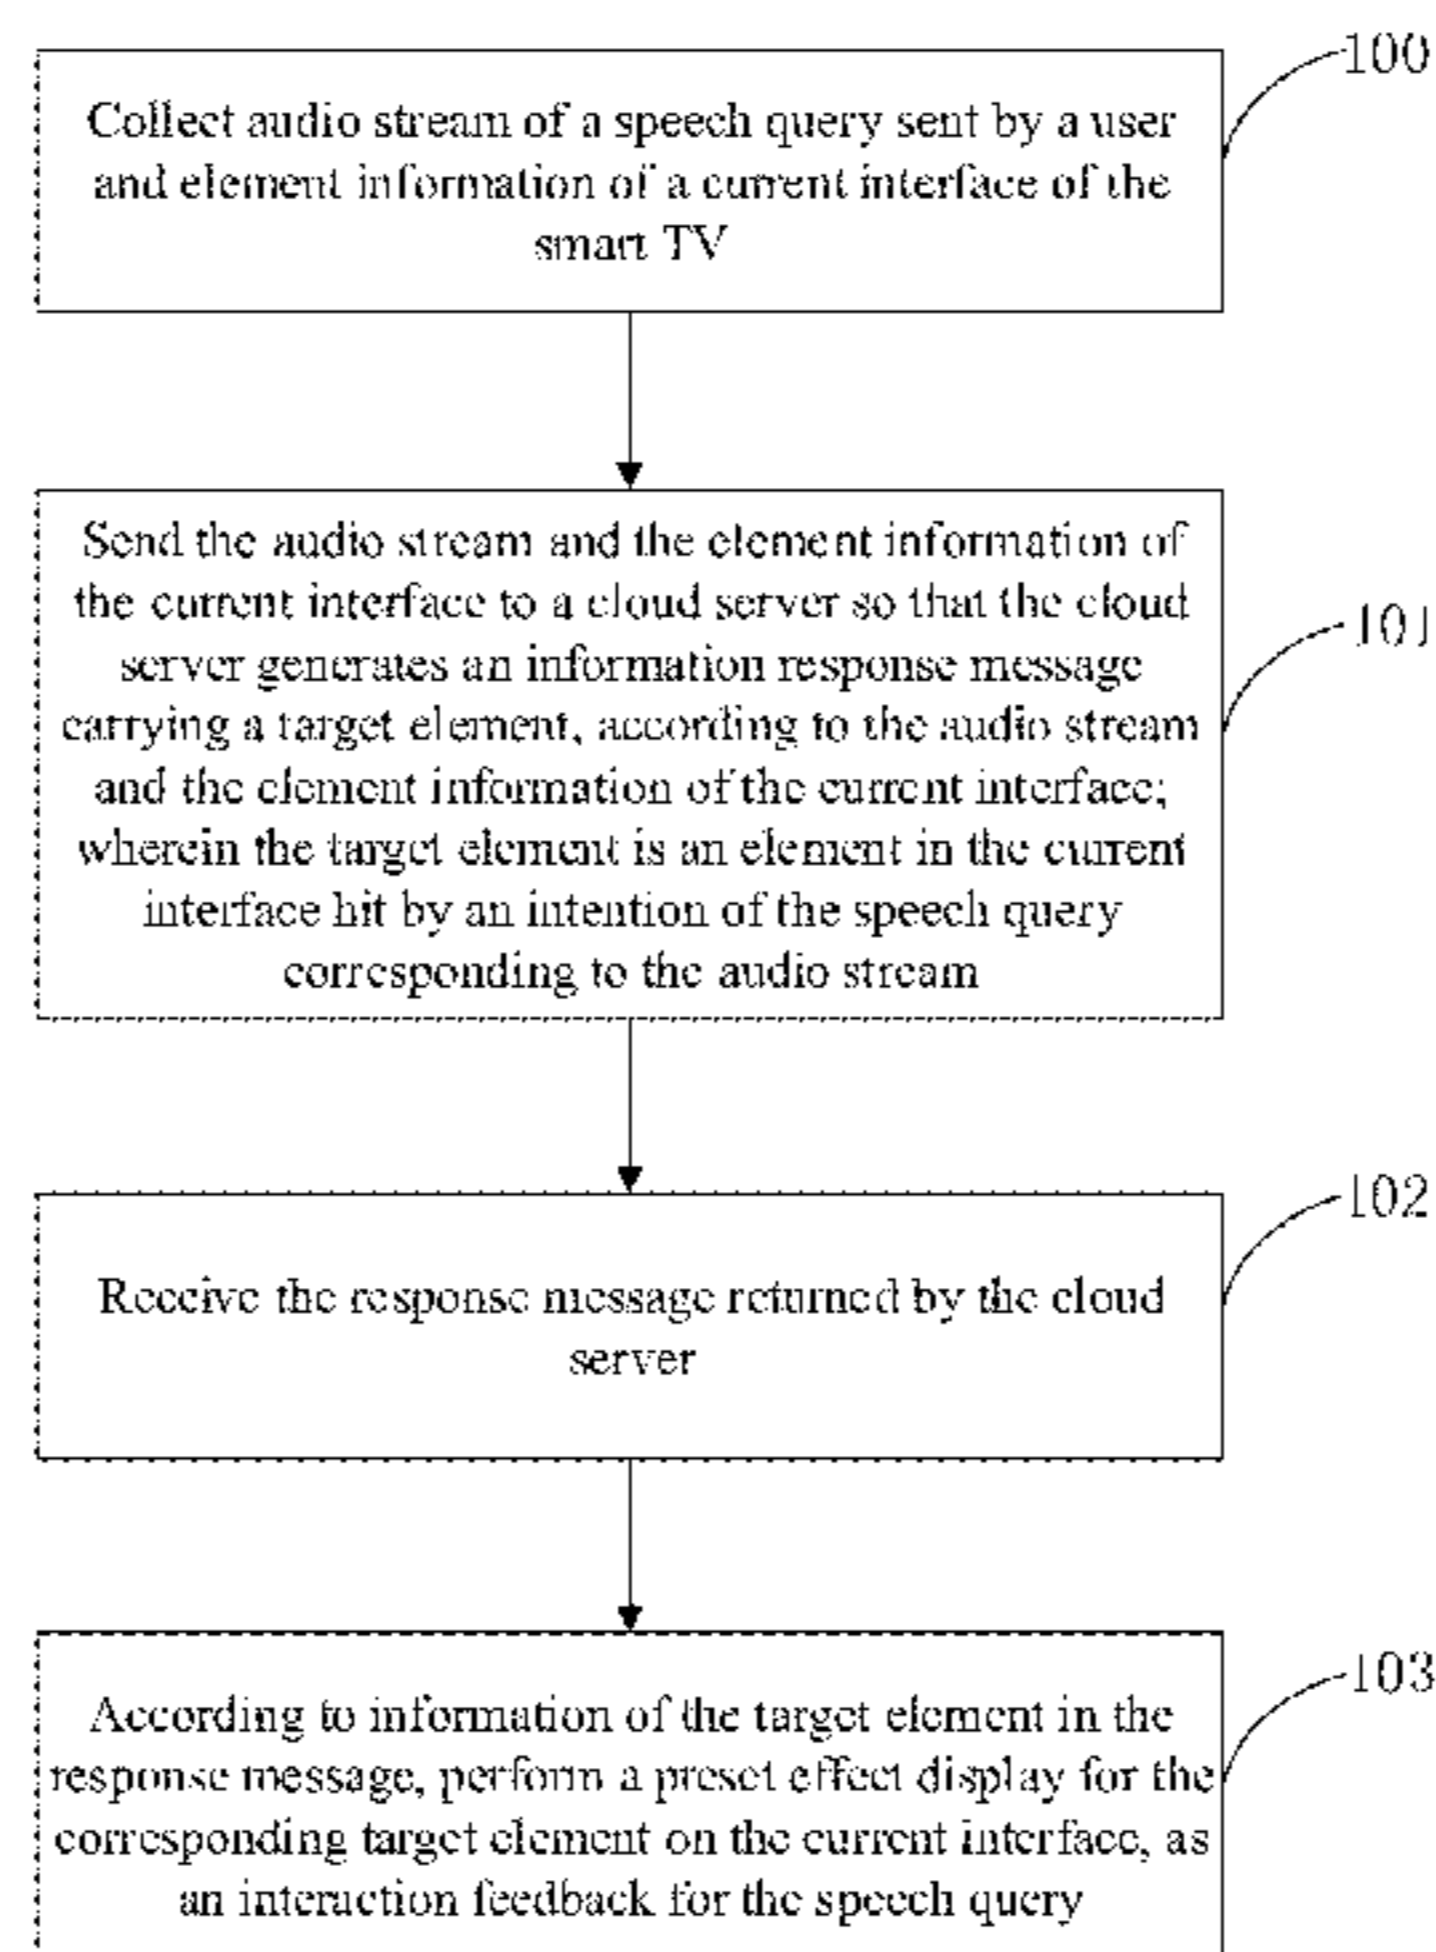 100
Collect audio stream of a speech query sent by a user
and element information of a current interface of the
smart TV
Send the audio stream and the element information of
the current interface to a cloud server so that the cloud
server generates an information response message
carrying a target element, according to the audio stream
and the element information of the current interface;
wherein the target element is an element in the current
interface hit by an intention of the speech query
corresponding to the audio stream
101
Receive the response message returned by the cloud
server
102
According to information of the target element in the
response message, perform a preset effect display for the
corresponding target element on the current interface, as
an interaction feedback for the speech query
103